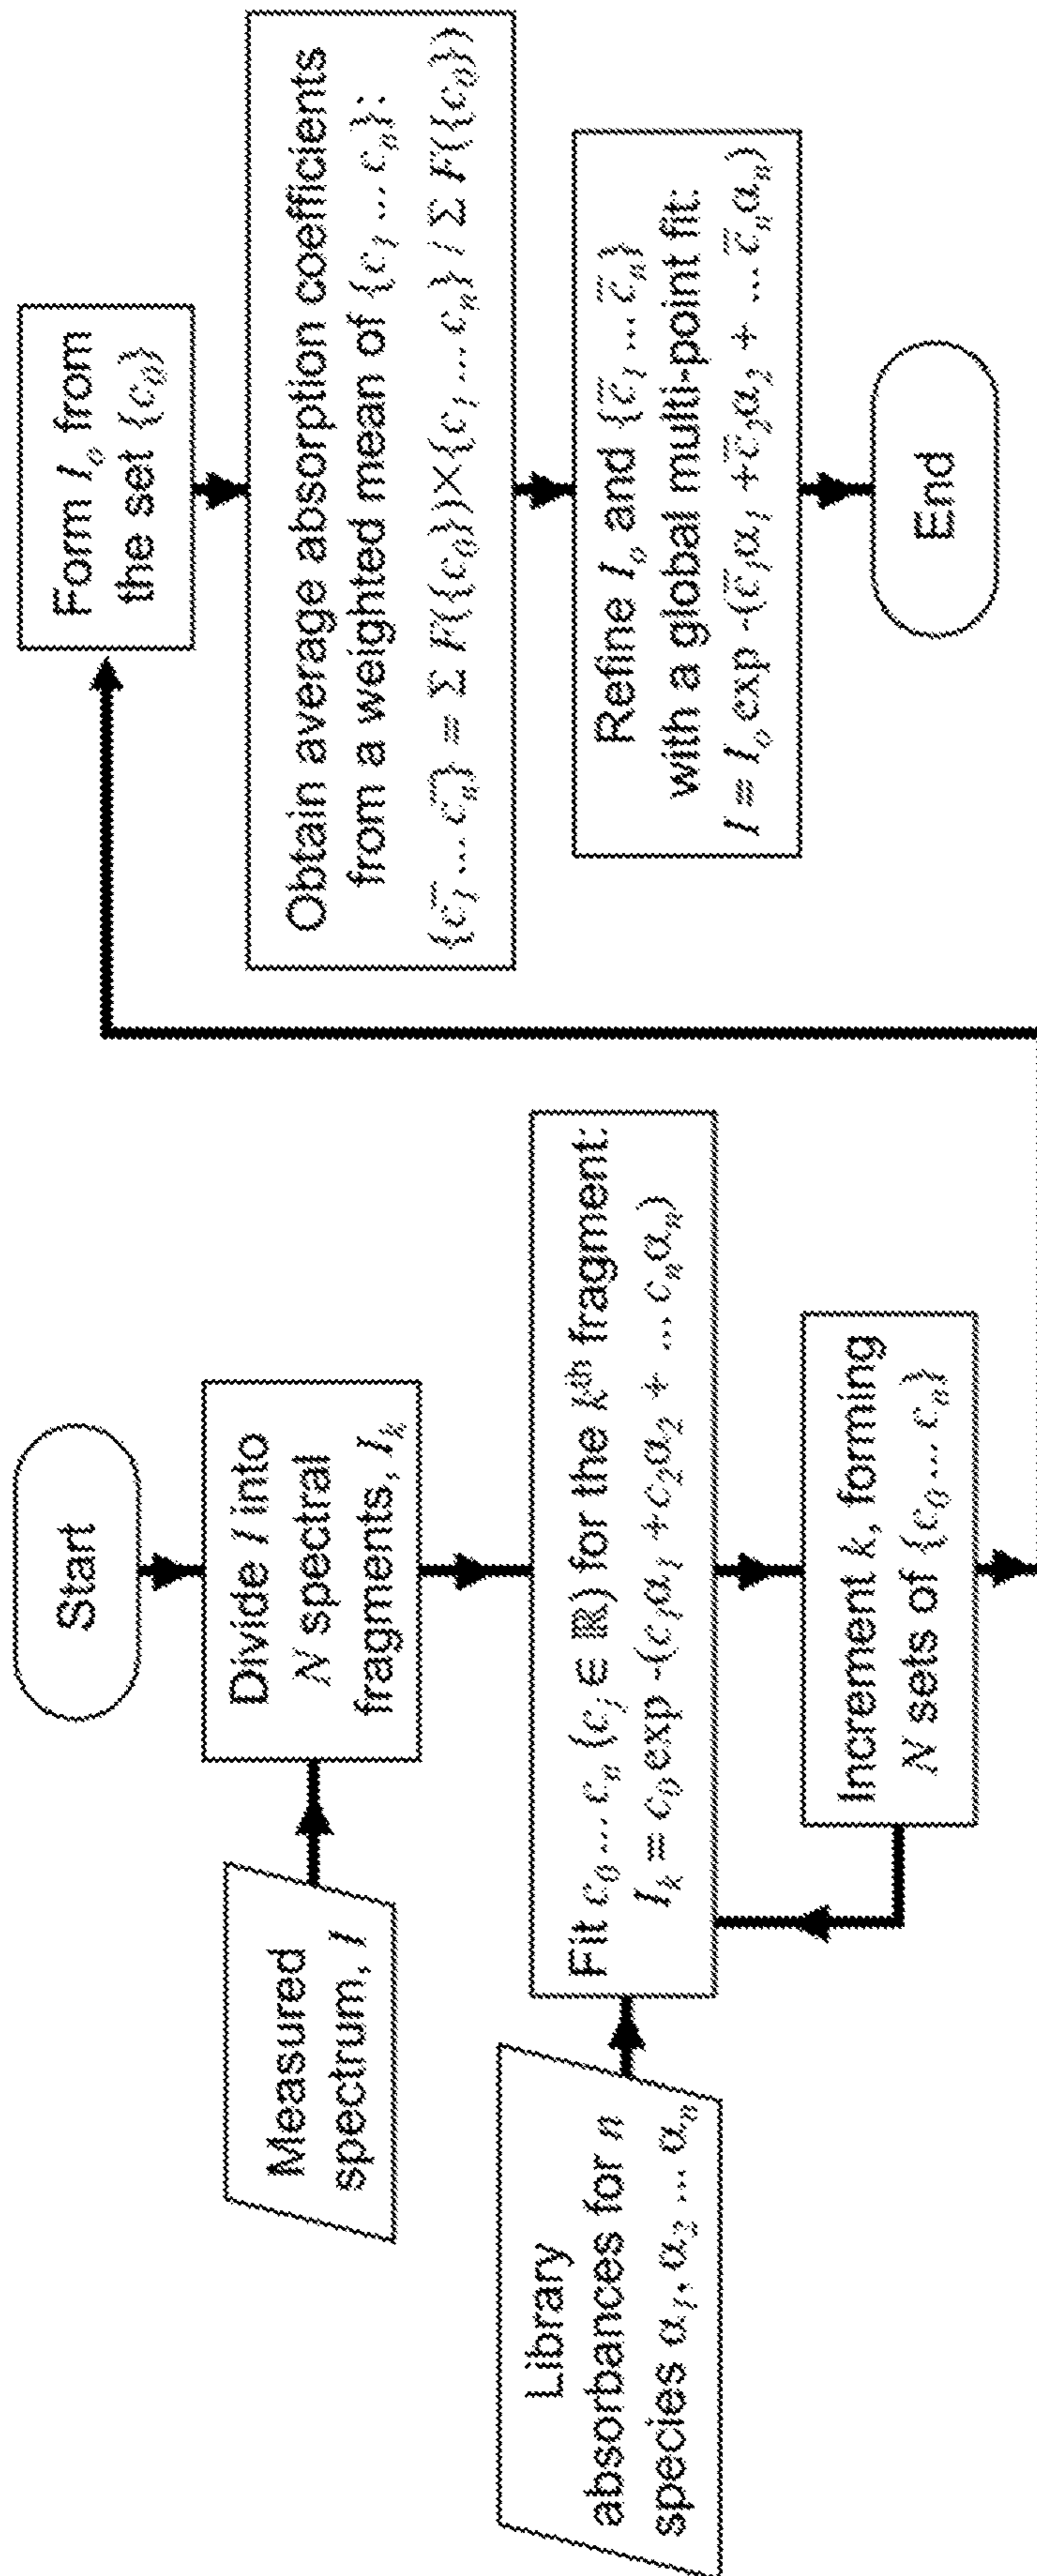 Start
Measured
spectrum, I
Divide I into
N spectral
fragments, I_k
Library
absorbances for n
species α_1, α_2 ... α_n
Fit c_0 ... c_n (c_j ∈ ℝ) for the k^th fragment:
I_k = c_0 exp -(c_1α_1 +c_2α_2 + ... c_nα_n)
Increment k, forming
N sets of {c_0 ... c_n}
Form I_o from
the set {c_0}
Obtain average absorption coefficients
from a weighted mean of {c_1 ... c_n}:
{c̅_1 ... c̅_n} = Σ F({c_0})×{c_1 ... c_n} / Σ F({c_0})
Refine I_o and {c̅_1 ... c̅_n}
with a global multi-point fit:
I = I_o exp -(c̅_1α_1 +c̅_2α_2 + ... c̅_nα_n)
End